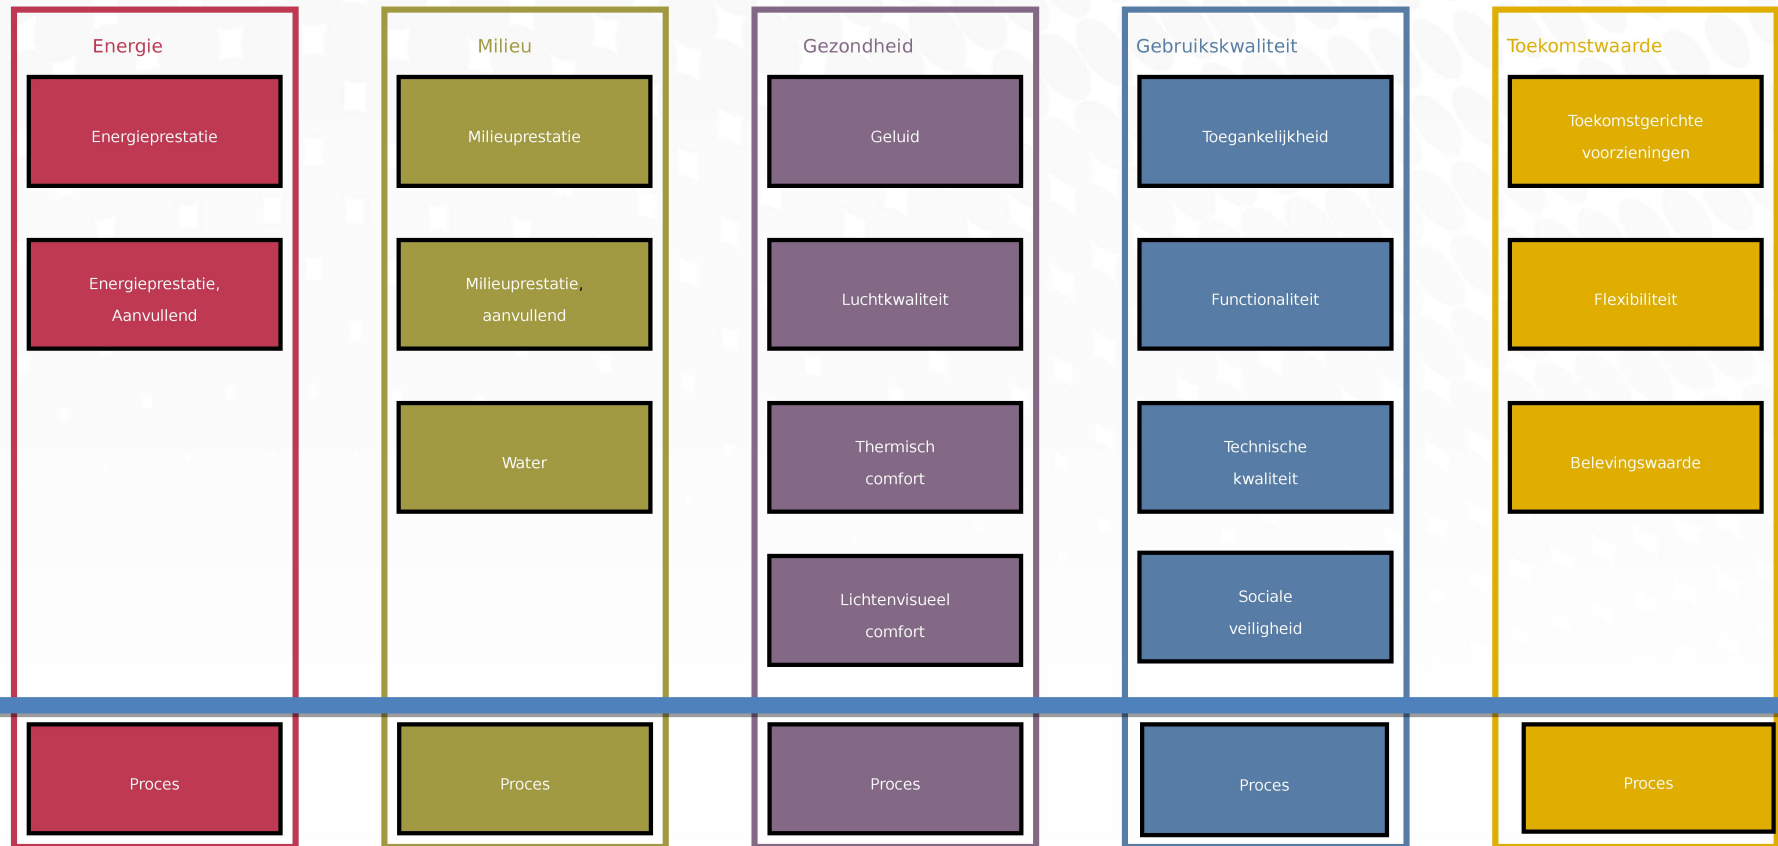 Energie
Energieprestatie
Energieprestatie,
Aanvullend
Proces
Milieu
Milieuprestatie
Milieuprestatie,
aanvullend
Water
Proces
Gezondheid
Geluid
Luchtkwaliteit
Thermisch
comfort
Lichtenvisueel
comfort
Proces
Gebruikskwaliteit
Toegankelijkheid
Functionaliteit
Technische
kwaliteit
Sociale
veiligheid
Proces
Toekomstwaarde
Toekomstgerichte
voorzieningen
Flexibiliteit
Belevingswaarde
Proces